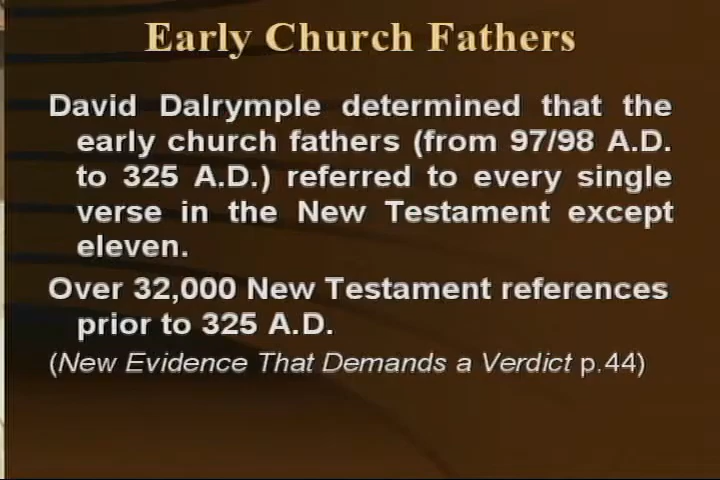 Early Church Fathers
David Dalrymple determined that the
early church fathers (from 97/98 A.D.
to 325 A.D.) referred to every single
verse in the New Testament except
eleven.
Over 32,000 New Testament references
prior to 325 A.D.
(New Evidence That Demands a Verdict p.44)